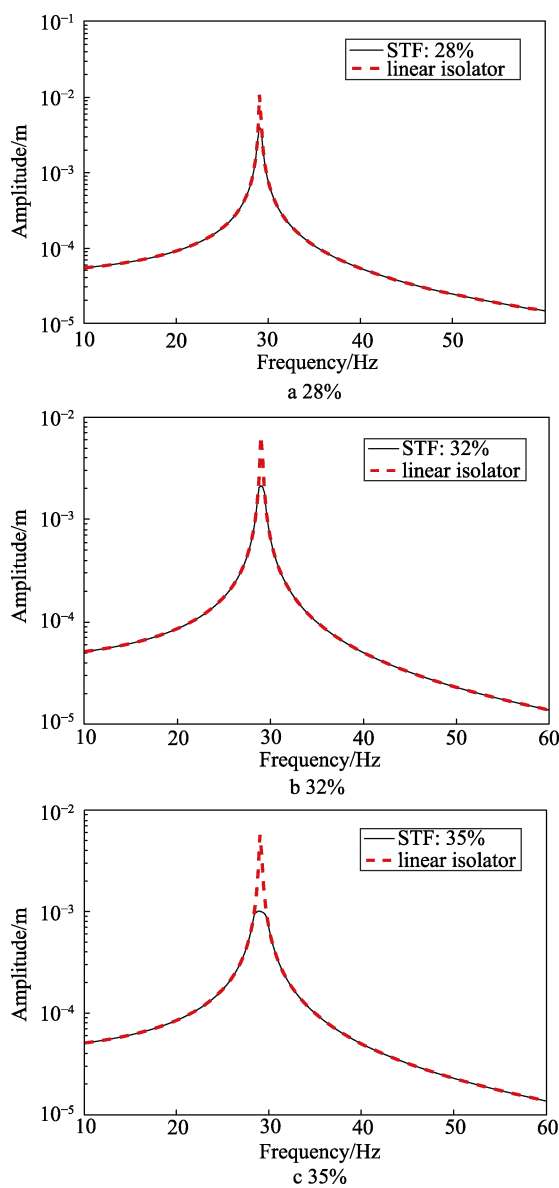 10⁻¹
STF: 28%
linear isolator
10⁻²
10⁻³
10⁻⁴
10⁻⁵
Amplitude/m
10 20 30 40 50
Frequency/Hz
a 28%
10⁻²
STF: 32%
linear isolator
10⁻³
10⁻⁴
10⁻⁵
Amplitude/m
10 20 30 40 50 60
Frequency/Hz
b 32%
10⁻²
STF: 35%
linear isolator
10⁻³
10⁻⁴
10⁻⁵
Amplitude/m
10 20 30 40 50 60
Frequency/Hz
c 35%